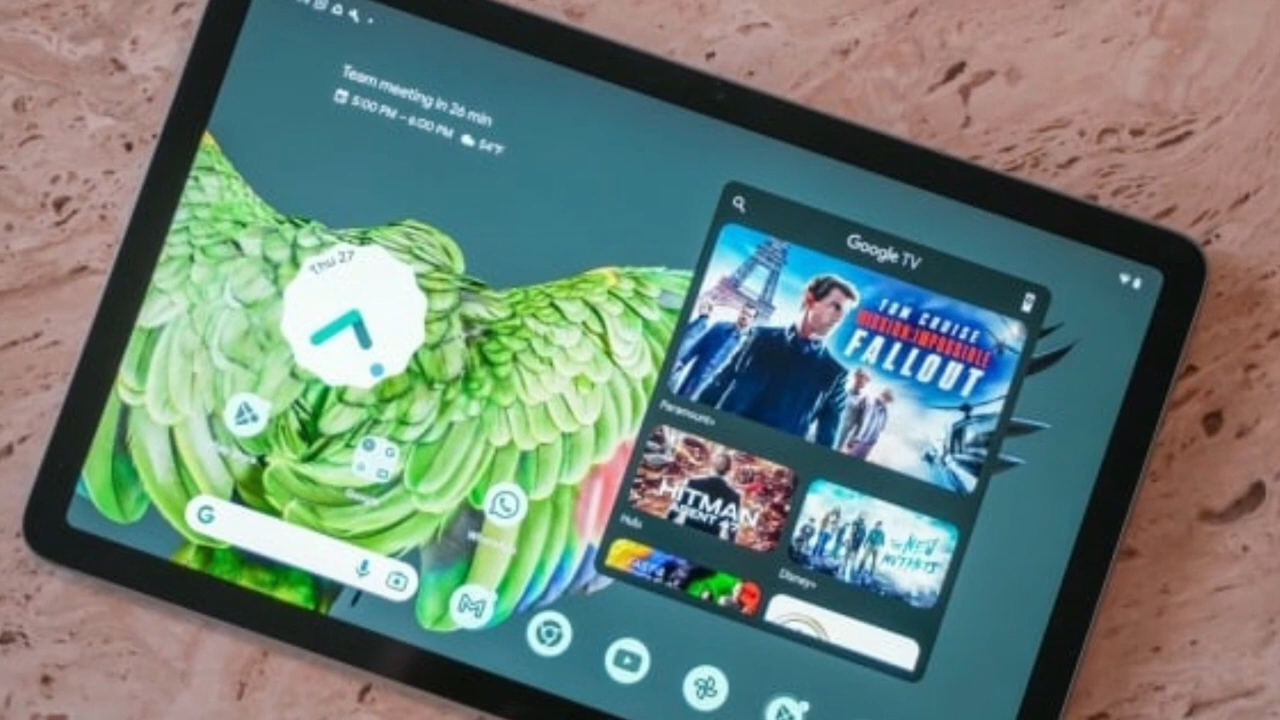 Team meeting in 26 min
5:00 PM – 6:00 PM 54°F
Thu 27
G
Google TV
TOM CRUISE
MISSION: IMPOSSIBLE
FALLOUT
Paramount+
HITMAN
AGENT 47
THE NEW
MUTANTS
Hulu
Disney+